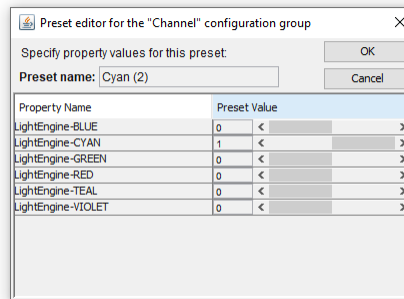 Preset editor for the "Channel" configuration group
Specify property values for this preset:
OK
Preset name: Cyan (2)
Cancel
Property Name Preset Value
LightEngine-BLUE 0
LightEngine-CYAN 1
LightEngine-GREEN 0
LightEngine-RED 0
LightEngine-TEAL 0
LightEngine-VIOLET 0